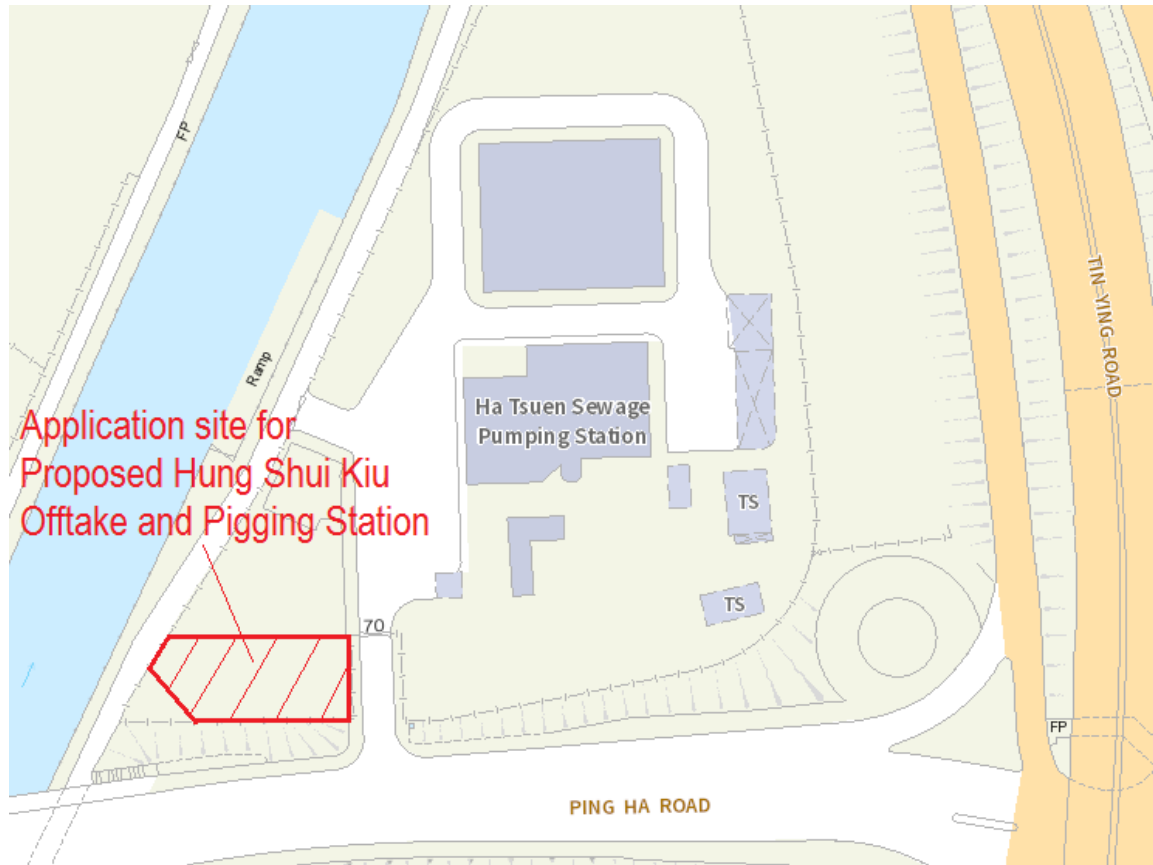 FP
TIN YING ROAD
Ramp
Ha Tsuen Sewage
Pumping Station
Application site for
Proposed Hung Shui Kiu
Offtake and Pigging Station
TS
TS
70
FP
PING HA ROAD